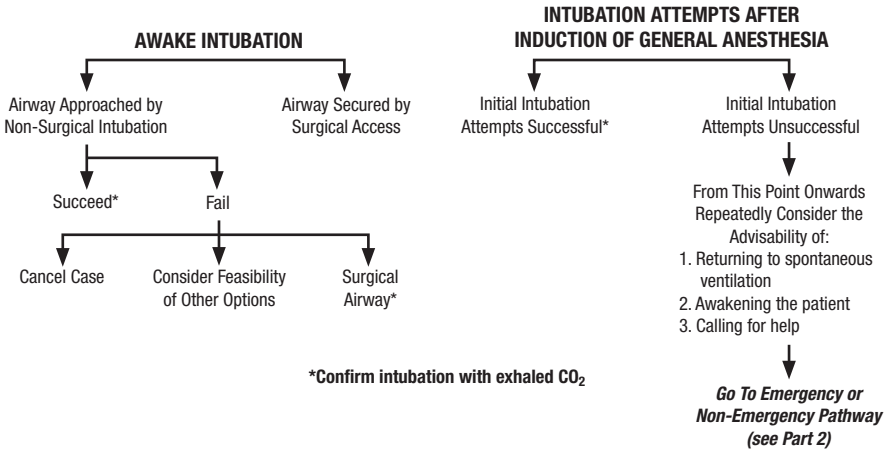 AWAKE INTUBATION
Airway Approached by
Non-Surgical Intubation
Airway Secured by
Surgical Access
Succeed*
Fail
Cancel Case
Consider Feasibility
of Other Options
Surgical
Airway*
INTUBATION ATTEMPTS AFTER
INDUCTION OF GENERAL ANESTHESIA
Initial Intubation
Attempts Successful*
Initial Intubation
Attempts Unsuccessful
From This Point Onwards
Repeatedly Consider the
Advisability of:
1. Returning to spontaneous
ventilation
2. Awakening the patient
3. Calling for help
*Confirm intubation with exhaled CO₂
Go To Emergency or
Non-Emergency Pathway
(see Part 2)